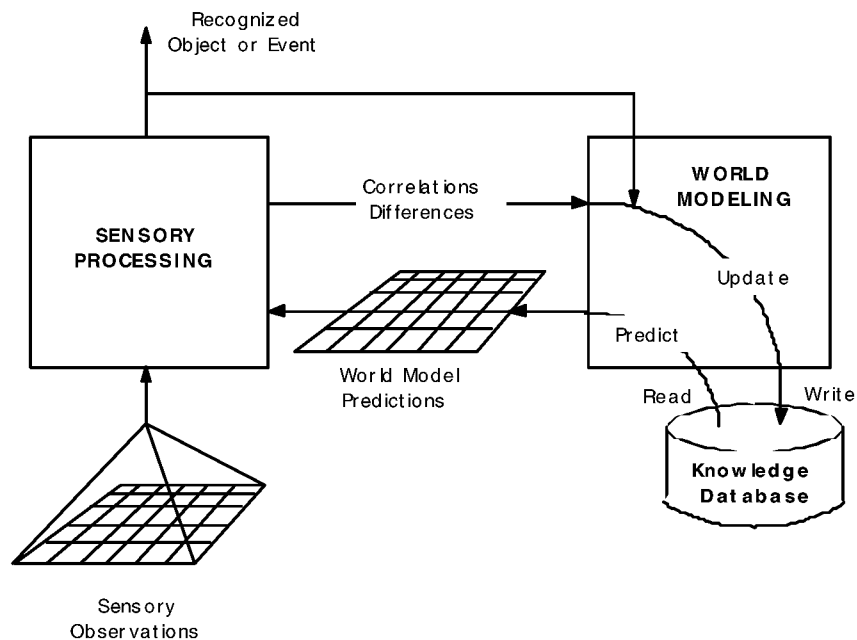 Recognized
Object or Event
WORLD
MODELING
Correlations
Differences
SENSORY
PROCESSING
Update
Predict
World Model
Predictions
Read
Write
Knowledge
Database
Sensory
Observations